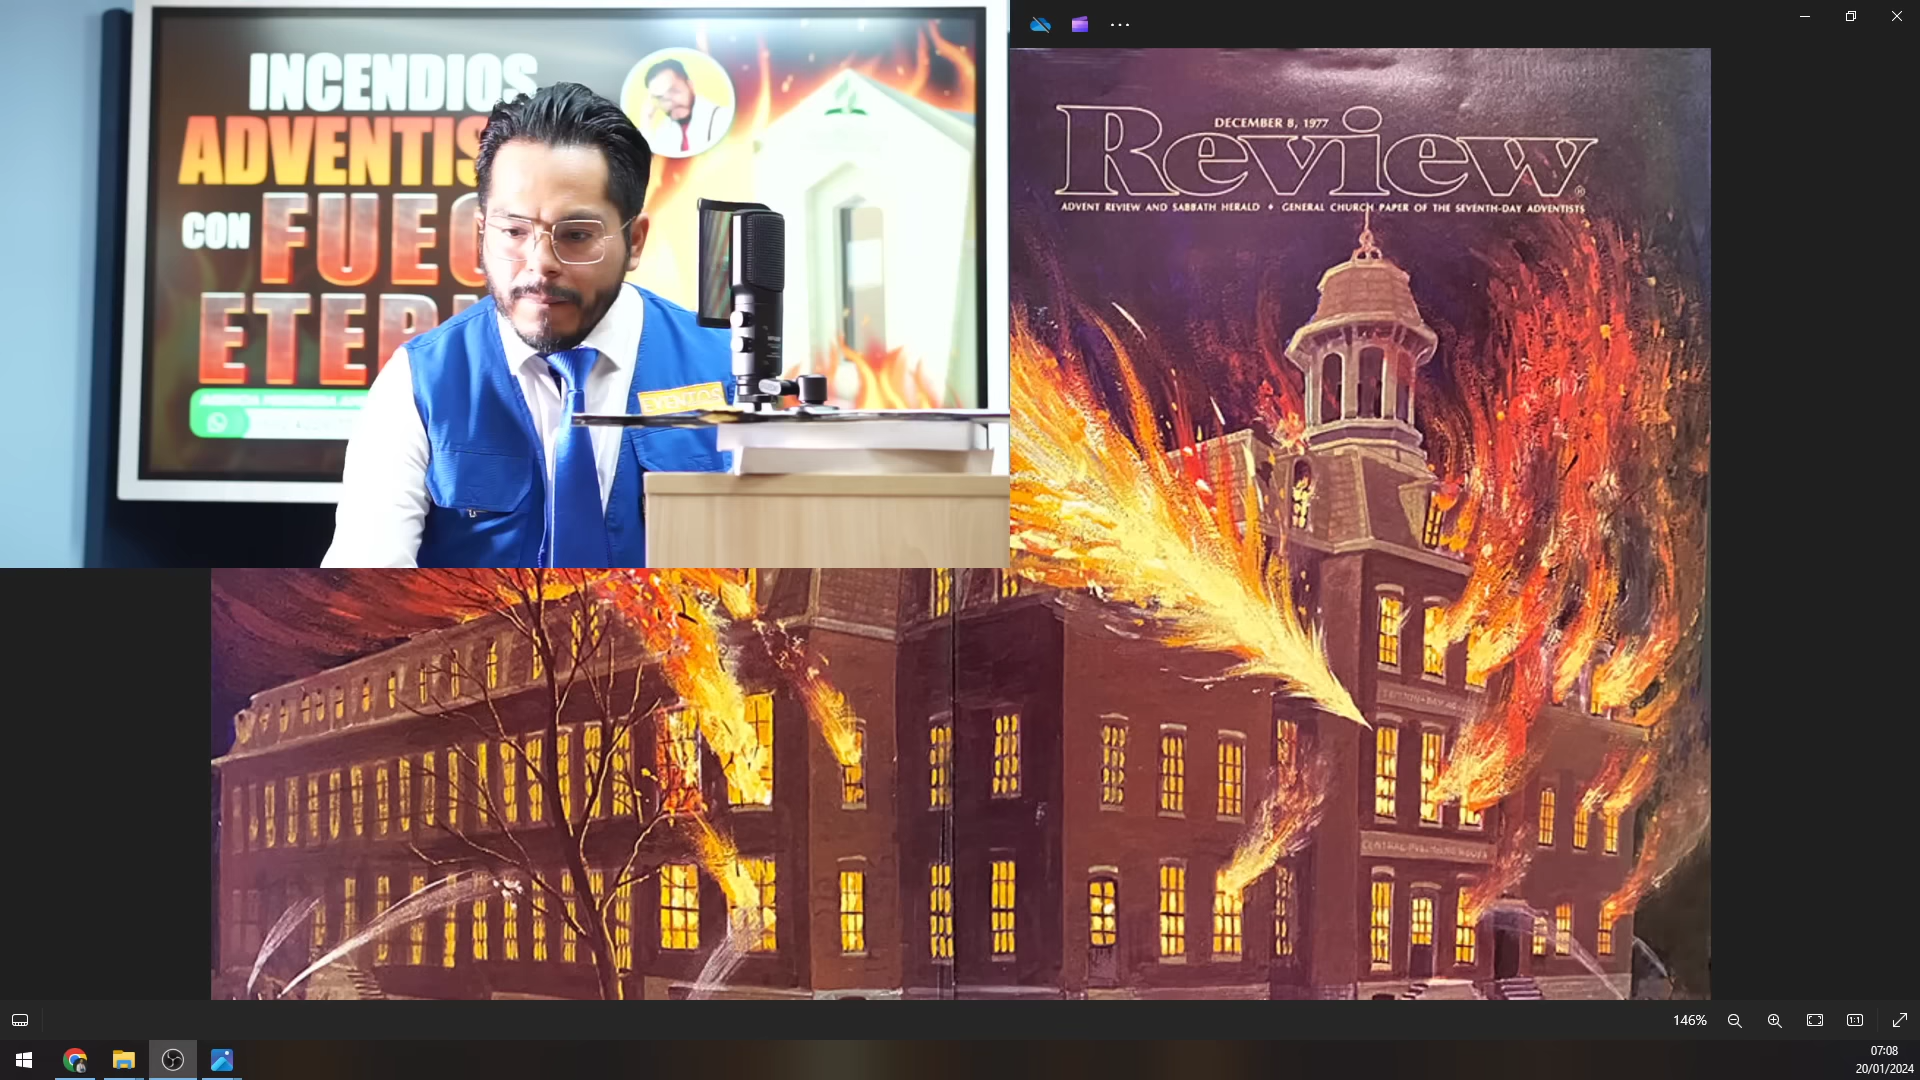 INCENDIOS
ADVENTIS
CON FUEG
ETER
EVENTOS
DECEMBER 8, 1977
Review
ADVENT REVIEW AND SABBATH HERALD • GENERAL CHURCH PAPER OF THE SEVENTH-DAY ADVENTISTS
146%
07:08
20/01/2024